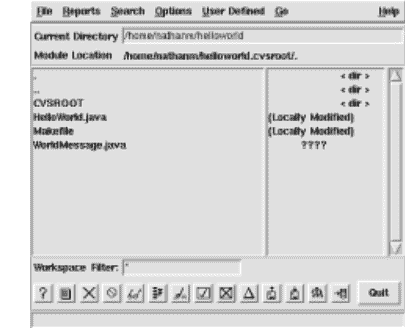 File Reports Search Options User Defined Go Help
Current Directory /home/nathanm/helloworld
Module Location /home/nathanm/helloworld.cvsroot/.
. < dir >
.. < dir >
CVSROOT < dir >
HelloWorld.java (Locally Modified)
Makefile (Locally Modified)
WorldMessage.java ????
Workspace Filter: *
Quit